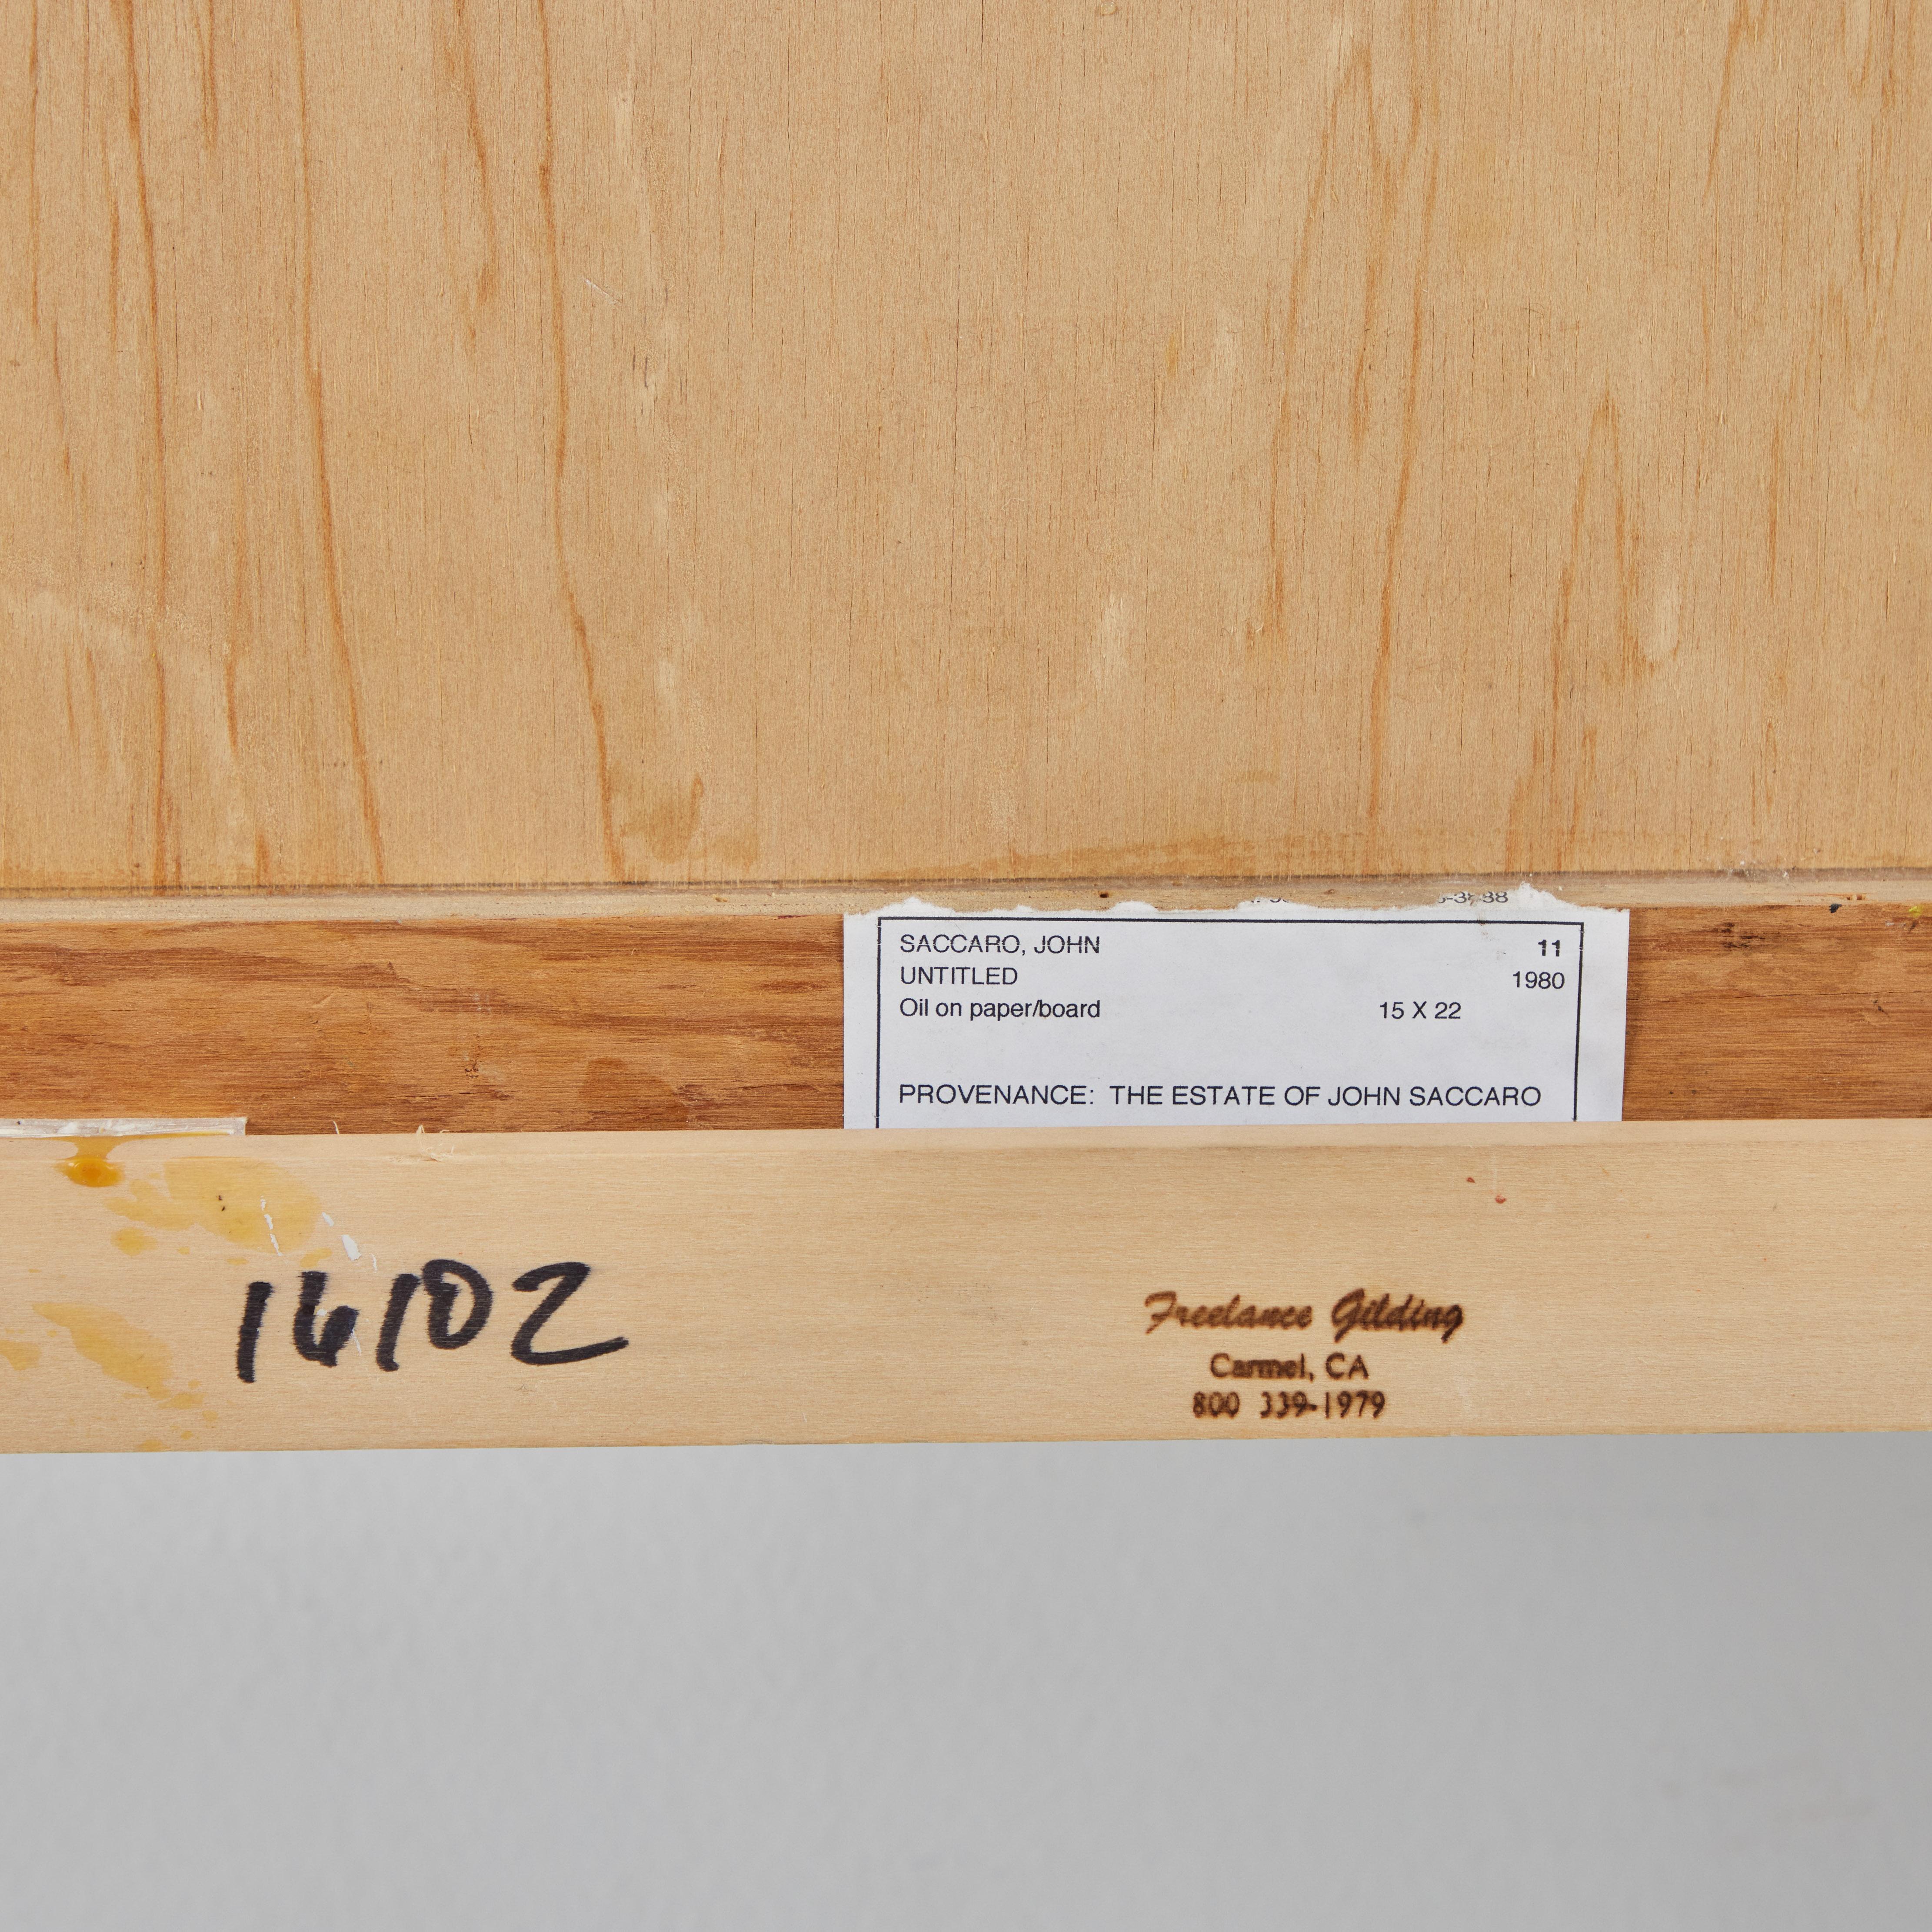 SACCARO, JOHN 11
UNTITLED 1980
Oil on paper/board 15 X 22
PROVENANCE: THE ESTATE OF JOHN SACCARO
16102
Freelance Gilding
Carmel, CA
800 339-1979